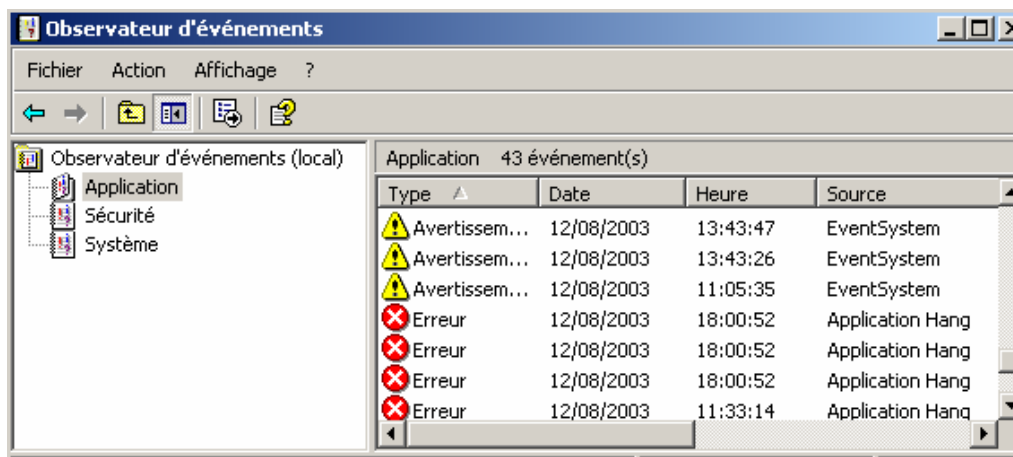 Observateur d'événements
Fichier Action Affichage ?
Observateur d'événements (local)
Application
Sécurité
Système
Application 43 événement(s)
Type Date Heure Source
Avertissem... 12/08/2003 13:43:47 EventSystem
Avertissem... 12/08/2003 13:43:26 EventSystem
Avertissem... 12/08/2003 11:05:35 EventSystem
Erreur 12/08/2003 18:00:52 Application Hang
Erreur 12/08/2003 18:00:52 Application Hang
Erreur 12/08/2003 18:00:52 Application Hang
Erreur 12/08/2003 11:33:14 Application Hang